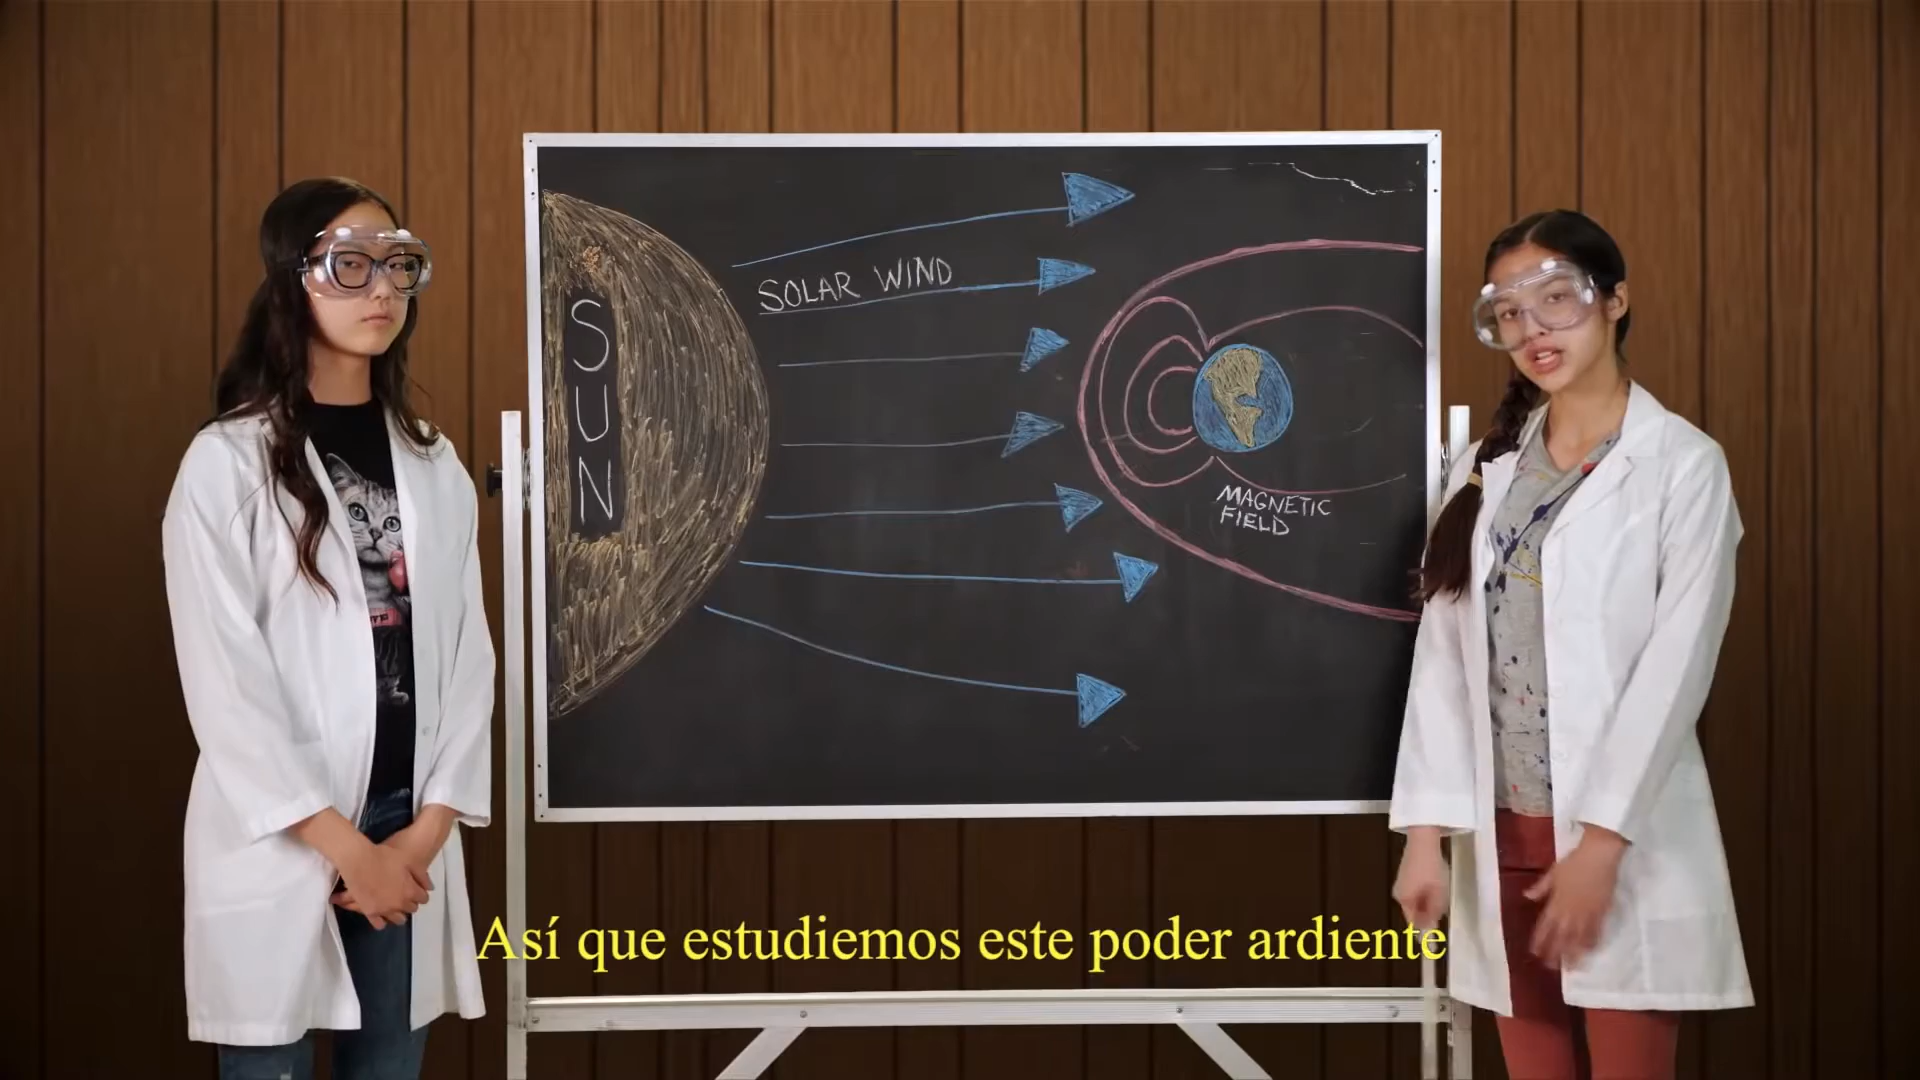 SUN
SOLAR WIND
MAGNETIC
FIELD
Así que estudiemos este poder ardiente